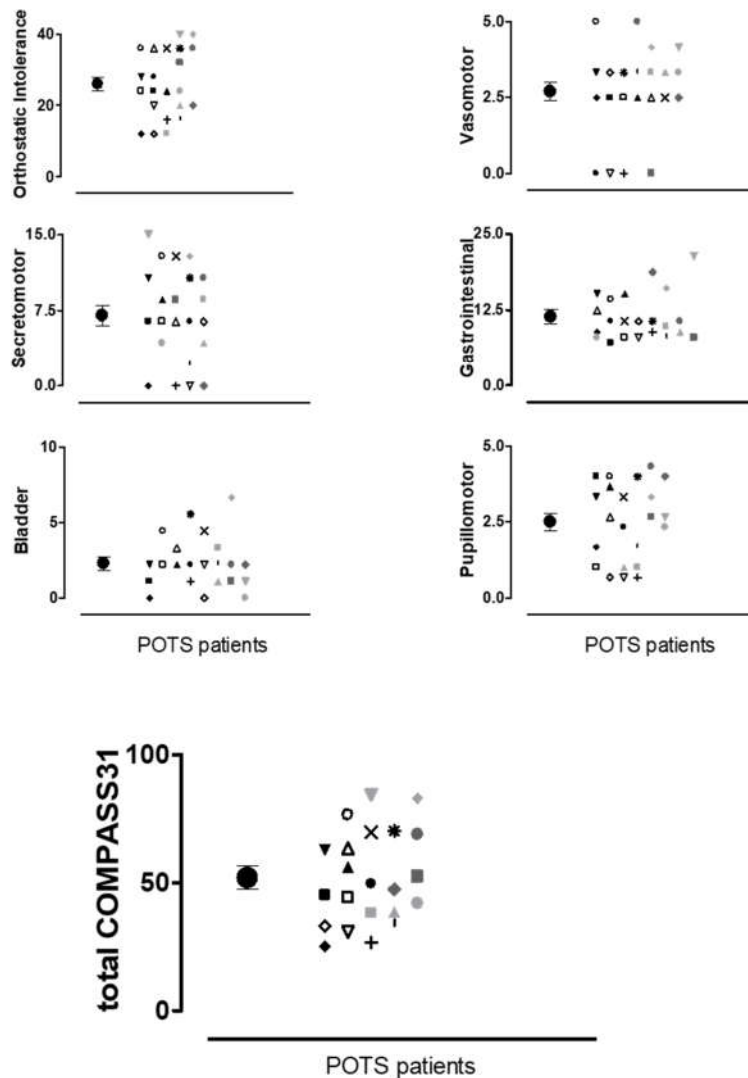 Orthostatic Intolerance
40
20
0
Vasomotor
5.0
2.5
0.0
Secretomotor
15.0
7.5
0.0
Gastrointestinal
25.0
12.5
0.0
Bladder
10
5
0
POTS patients
Pupillomotor
5.0
2.5
0.0
POTS patients
total COMPASS31
100
50
0
POTS patients